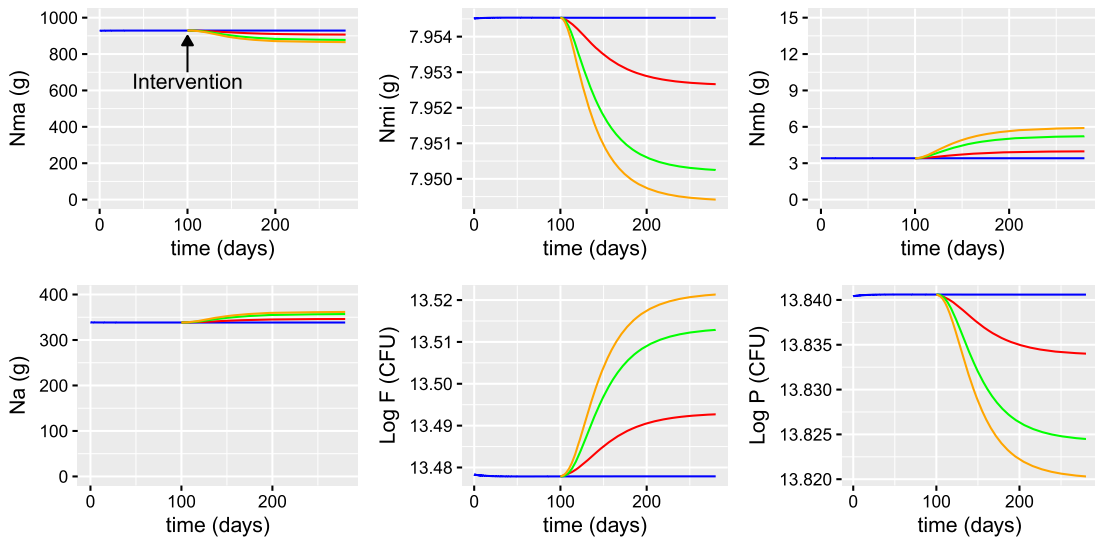 Nma (g)
1000
800
600
400
200
0
Intervention
0 100 200
time (days)
Nmi (g)
7.954
7.953
7.952
7.951
7.950
0 100 200
time (days)
Nmb (g)
15
12
9
6
3
0
0 100 200
time (days)
Na (g)
400
300
200
100
0
0 100 200
time (days)
Log F (CFU)
13.52
13.51
13.50
13.49
13.48
0 100 200
time (days)
Log P (CFU)
13.840
13.835
13.830
13.825
13.820
0 100 200
time (days)